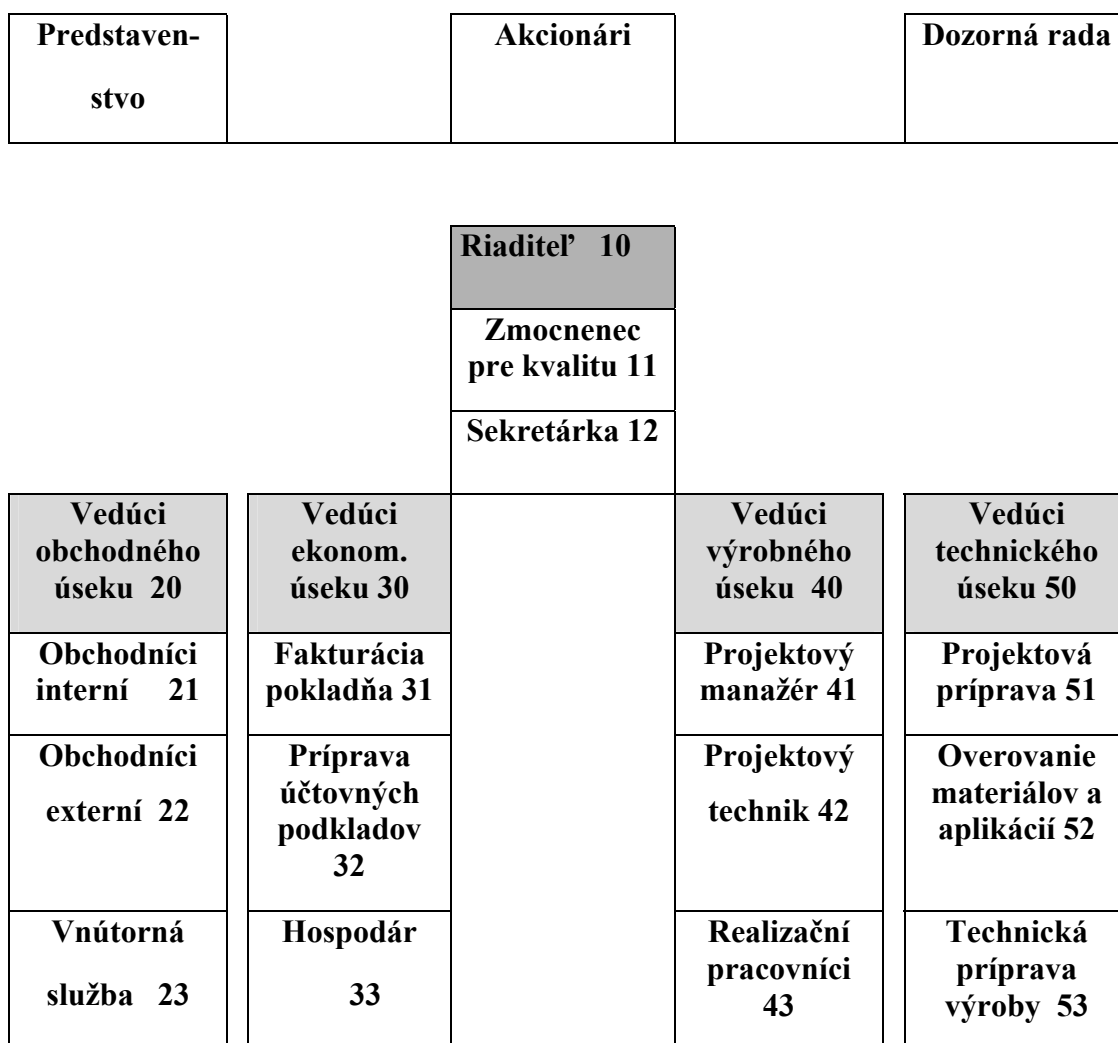 Predstaven-
stvo
Akcionári
Dozorná rada
Riaditeľ 10
Zmocnenec
pre kvalitu 11
Sekretárka 12
Vedúci
obchodného
úseku 20
Vedúci
ekonom.
úseku 30
Vedúci
výrobného
úseku 40
Vedúci
technického
úseku 50
Obchodníci
interní 21
Fakturácia
pokladňa 31
Projektový
manažér 41
Projektová
príprava 51
Obchodníci
externí 22
Príprava
účtovných
podkladov
32
Projektový
technik 42
Overovanie
materiálov a
aplikácií 52
Vnútorná
služba 23
Hospodár
33
Realizační
pracovníci
43
Technická
príprava
výroby 53